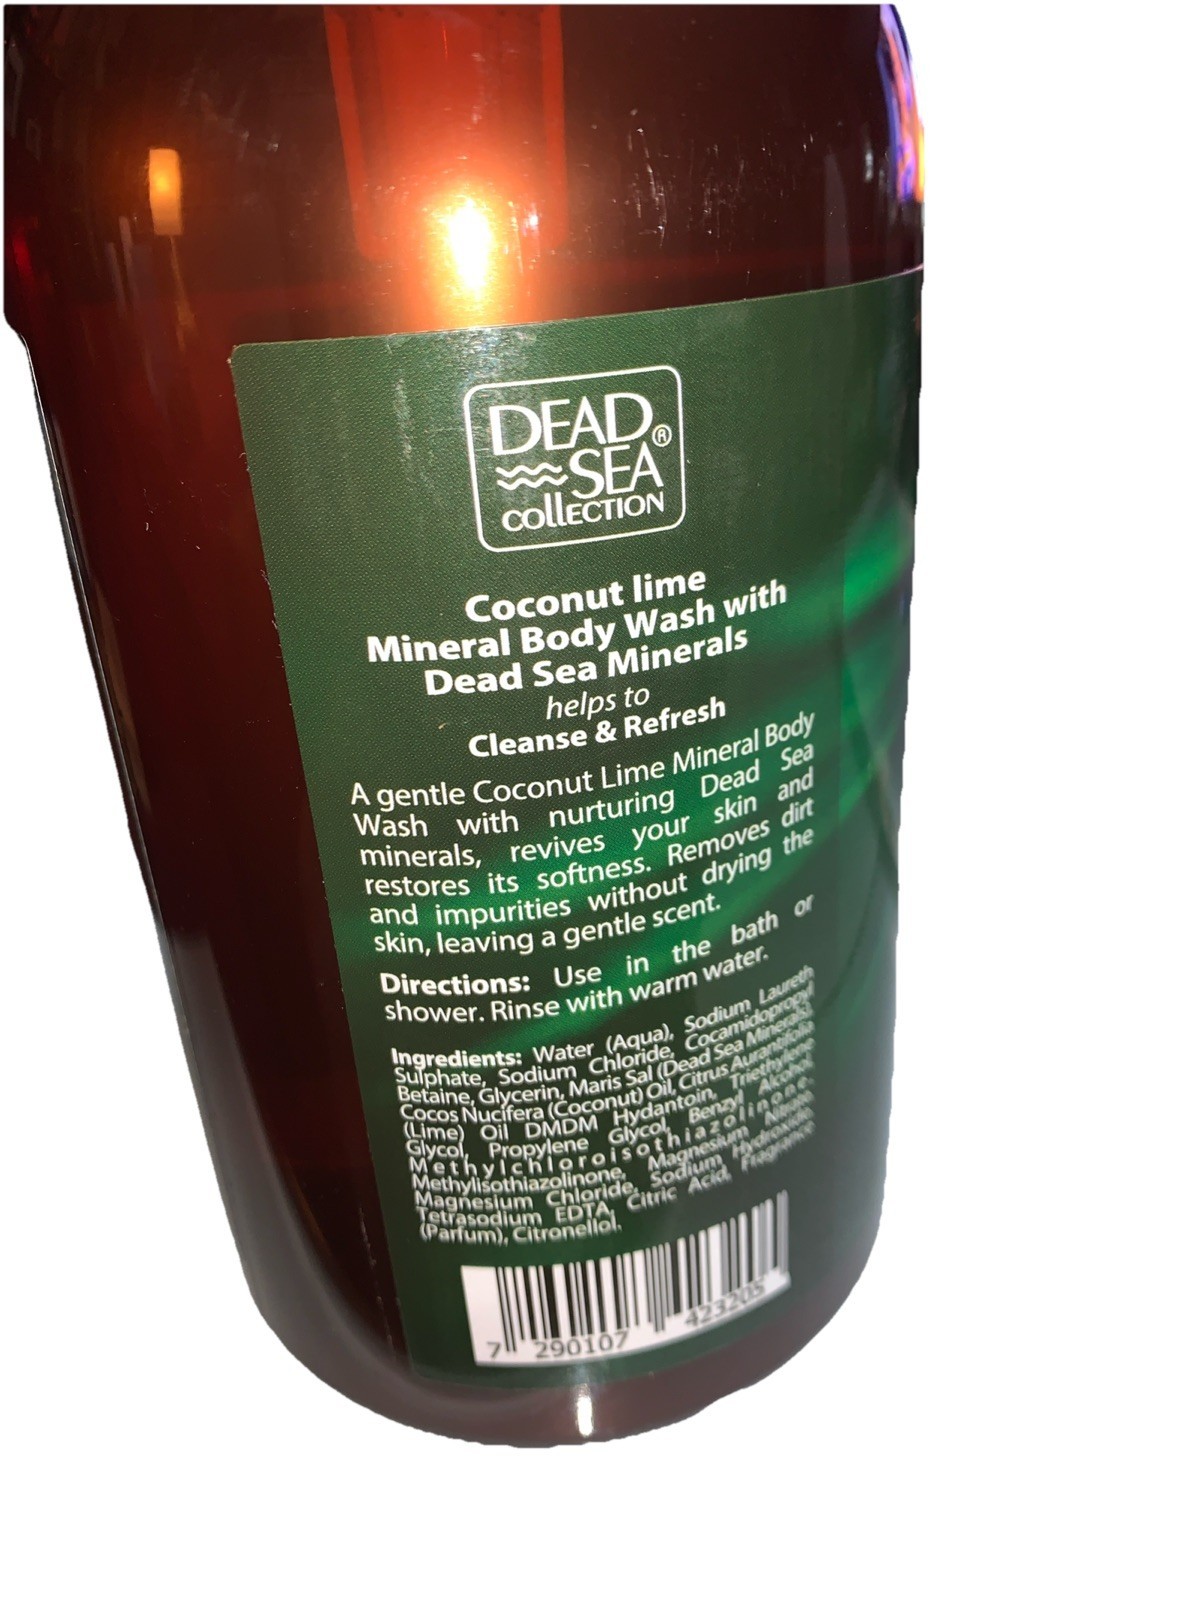 DEAD
SEA®
COLLECTION
Coconut lime
Mineral Body Wash with
Dead Sea Minerals
helps to
Cleanse & Refresh
A gentle Coconut Lime Mineral Body
Wash with nurturing Dead Sea
minerals, revives your skin and
restores its softness. Removes dirt
and impurities without drying the
skin, leaving a gentle scent.
Directions: Use in the bath or
shower. Rinse with warm water.
Ingredients: Water (Aqua), Sodium Laureth
Sulphate, Sodium Chloride, Cocamidopropyl
Betaine, Glycerin, Maris Sal (Dead Sea Minerals),
Cocos Nucifera (Coconut) Oil, Citrus Aurantifolia
(Lime) Oil DMDM Hydantoin, Triethylene
Glycol, Propylene Glycol, Benzyl Alcohol,
Methylchloroisothiazolinone,
Methylisothiazolinone, Magnesium Nitrate,
Magnesium Chloride, Sodium Hydroxide,
Tetrasodium EDTA, Citric Acid, Fragrance
(Parfum), Citronellol.
7 290107 423205